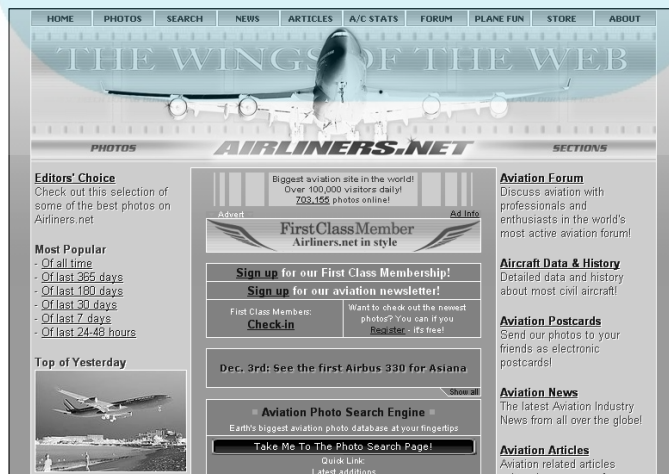 HOME PHOTOS SEARCH NEWS ARTICLES A/C STATS FORUM PLANE FUN STORE ABOUT
THE WINGS OF THE WEB
PHOTOS AIRLINERS.NET SECTIONS
Editors' Choice
Check out this selection of
some of the best photos on
Airliners.net
Most Popular
- Of all time
- Of last 365 days
- Of last 180 days
- Of last 30 days
- Of last 7 days
- Of last 24-48 hours
Top of Yesterday
Biggest aviation site in the world!
Over 100,000 visitors daily!
703,155 photos online!
Advert Ad Info
FirstClassMember
Airliners.net in style
Sign up for our First Class Membership!
Sign up for our aviation newsletter!
First Class Members:
Check-in
Want to check out the newest
photos? You can if you
Register - it's free!
Dec. 3rd: See the first Airbus 330 for Asiana
Show all
Aviation Photo Search Engine
Earth's biggest aviation photo database at your fingertips
Take Me To The Photo Search Page!
Quick Link:
Latest additions
Aviation Forum
Discuss aviation with
professionals and
enthusiasts in the world's
most active aviation forum!
Aircraft Data & History
Detailed data and history
about most civil aircraft!
Aviation Postcards
Send our photos to your
friends as electronic
postcards!
Aviation News
The latest Aviation Industry
News from all over the globe!
Aviation Articles
Aviation related articles